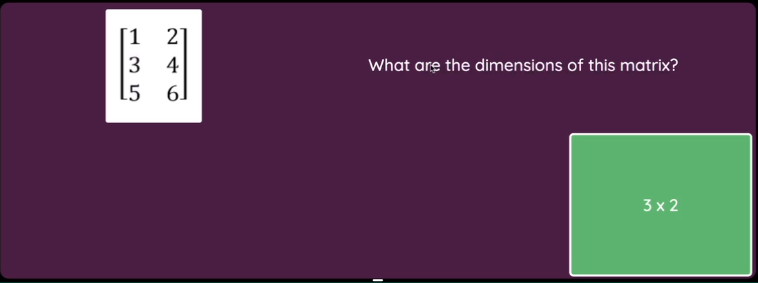 1 2
3 4
5 6
What are the dimensions of this matrix?
3 x 2